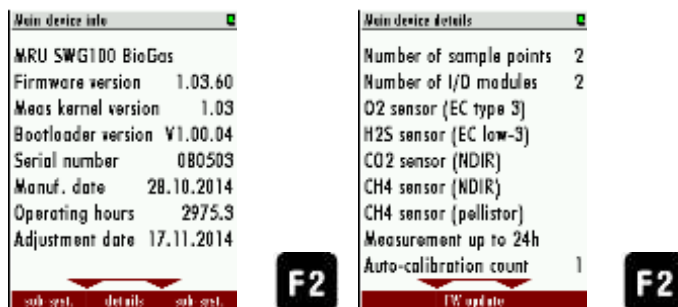 Main device info
MRU SWG100 BioGas
Firmware version 1.03.60
Meas kernel version 1.03
Bootloader version V1.00.04
Serial number 080503
Manuf. date 28.10.2014
Operating hours 2975.3
Adjustment date 17.11.2014
sub-syst. details sub-syst.
F2
Main device details
Number of sample points 2
Number of I/O modules 2
O2 sensor (EC type 3)
H2S sensor (EC low-3)
CO2 sensor (NDIR)
CH4 sensor (NDIR)
CH4 sensor (pellistor)
Measurement up to 24h
Auto-calibration count 1
FW update
F2